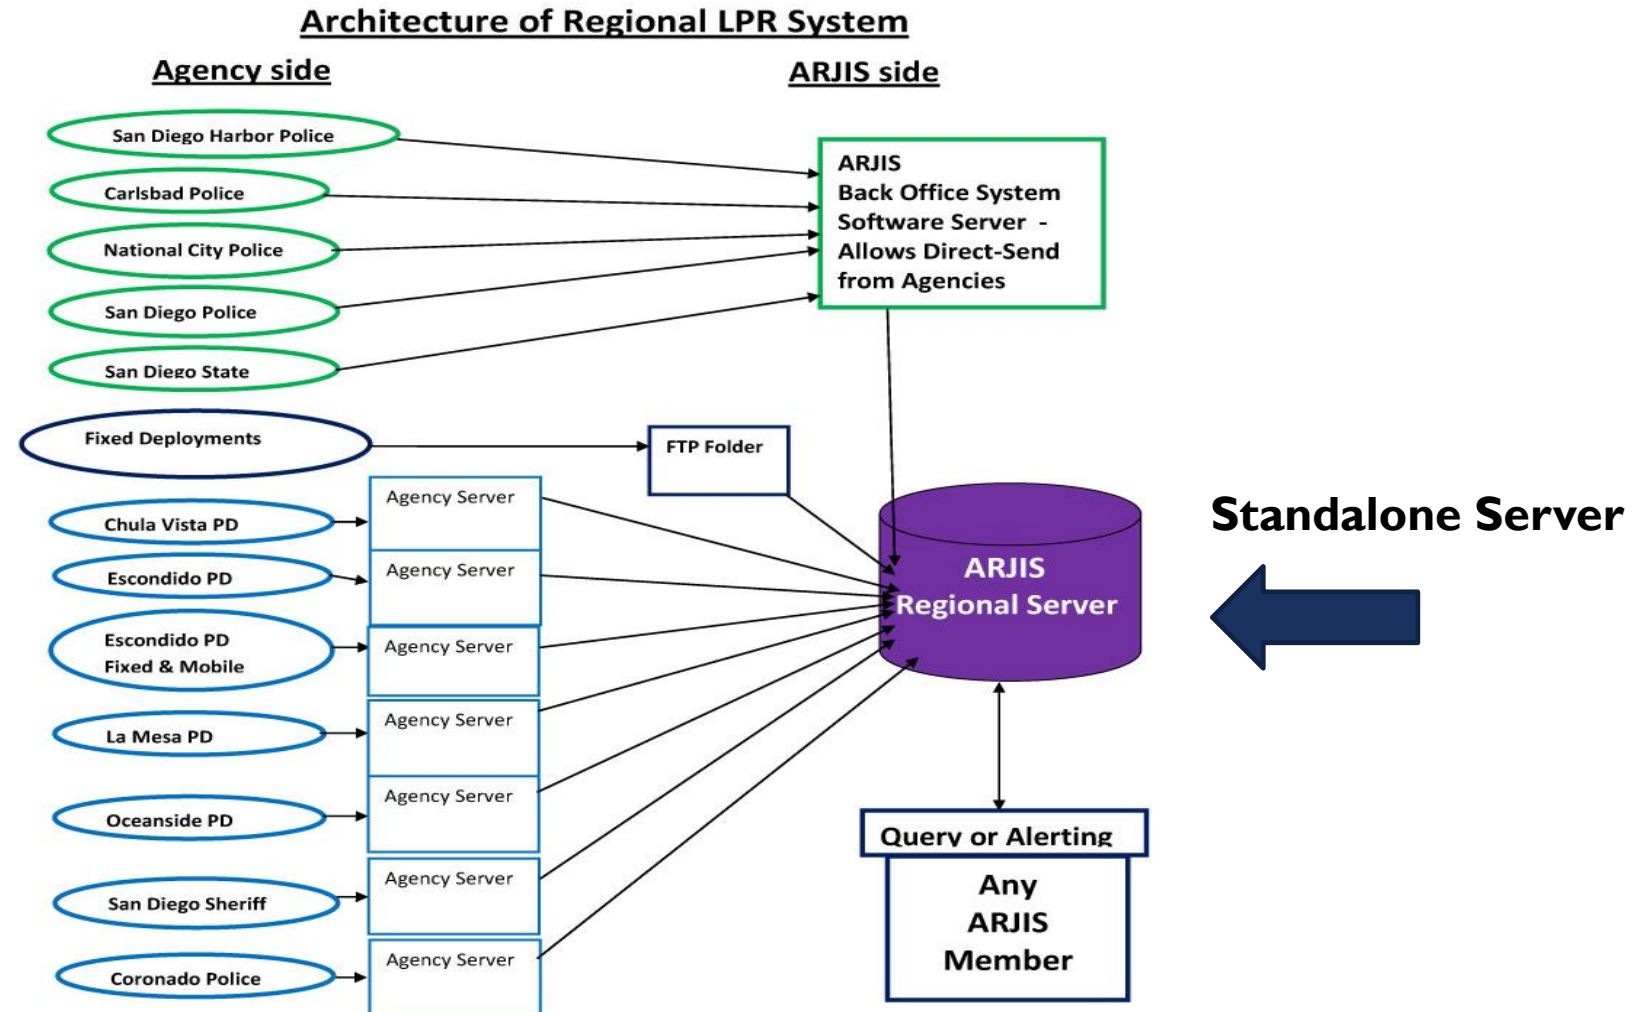 Architecture of Regional LPR System
Agency side
ARJIS side
San Diego Harbor Police
Carlsbad Police
National City Police
San Diego Police
San Diego State
ARJIS
Back Office System
Software Server -
Allows Direct-Send
from Agencies
Fixed Deployments
FTP Folder
Chula Vista PD
Agency Server
Escondido PD
Agency Server
Escondido PD
Fixed & Mobile
Agency Server
La Mesa PD
Agency Server
Oceanside PD
Agency Server
San Diego Sheriff
Agency Server
Coronado Police
Agency Server
ARJIS
Regional Server
Standalone Server
Query or Alerting
Any
ARJIS
Member